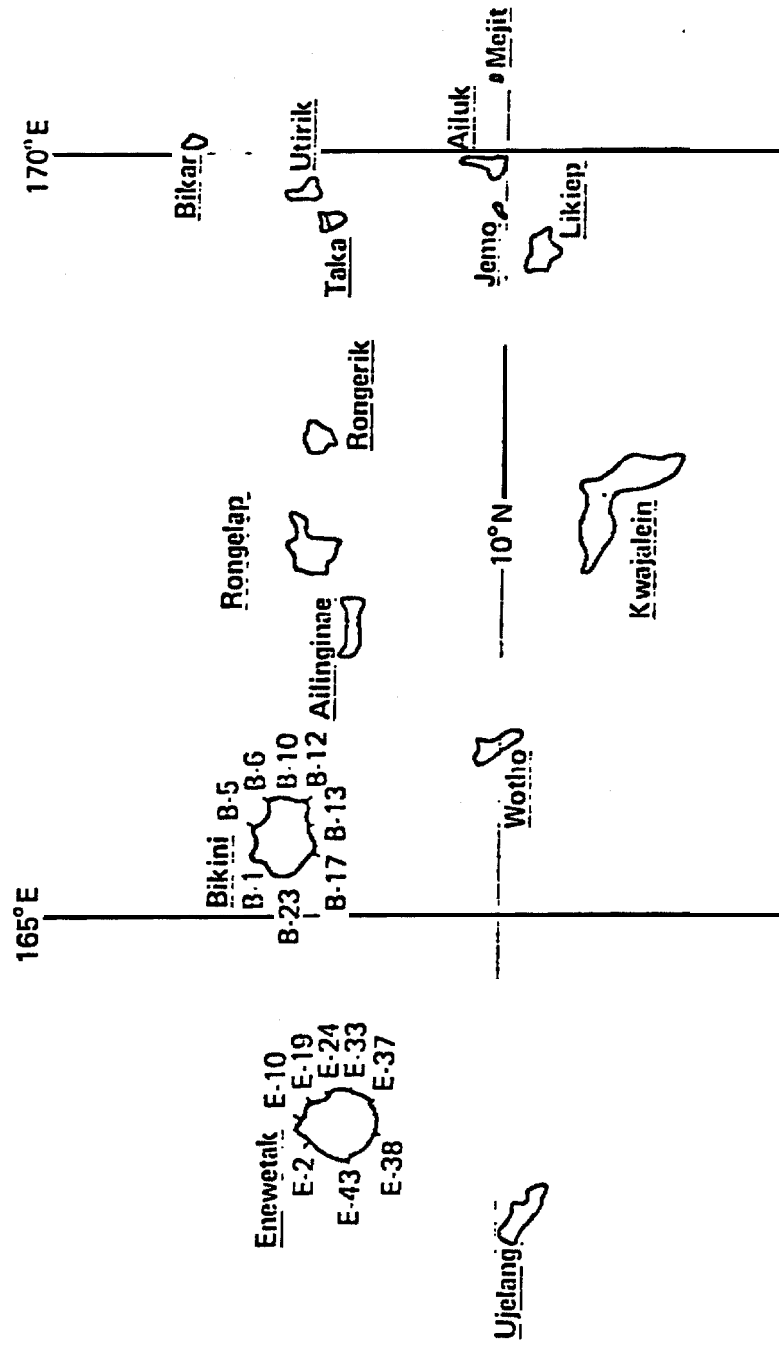 165°E
170°E
Bikar
Utirik
Taka
Rongelap
Rongerik
Bikini
B-1
B-5
B-6
B-10
B-12
B-13
B-17
B-23
Ailinginae
Enewetak
E-2
E-10
E-19
E-24
E-33
E-37
E-38
E-43
Ailuk
Mejit
Jemo
Likiep
10°N
Wotho
Kwajalein
Ujelang